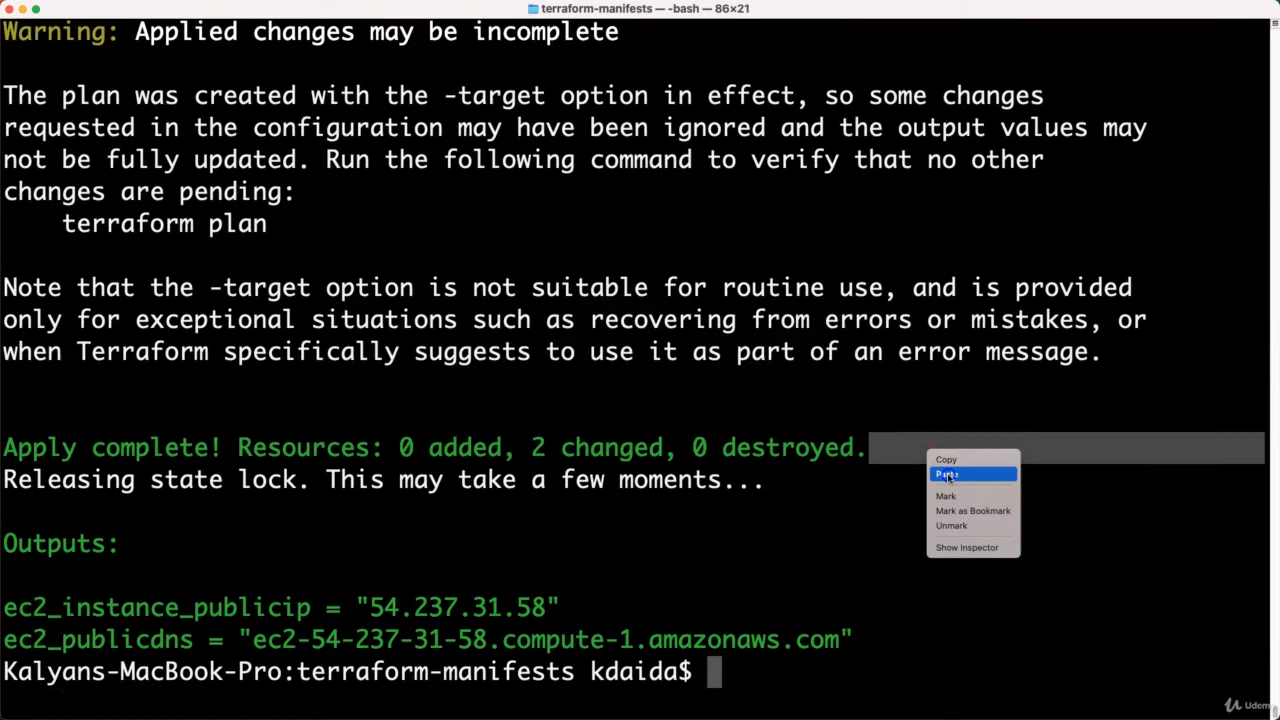 terraform-manifests — -bash — 86×21
Warning: Applied changes may be incomplete
The plan was created with the -target option in effect, so some changes
requested in the configuration may have been ignored and the output values may
not be fully updated. Run the following command to verify that no other
changes are pending:
terraform plan
Note that the -target option is not suitable for routine use, and is provided
only for exceptional situations such as recovering from errors or mistakes, or
when Terraform specifically suggests to use it as part of an error message.
Apply complete! Resources: 0 added, 2 changed, 0 destroyed.
Releasing state lock. This may take a few moments...
Copy
Paste
Mark
Mark as Bookmark
Unmark
Show Inspector
Outputs:
ec2_instance_publicip = "54.237.31.58"
ec2_publicdns = "ec2-54-237-31-58.compute-1.amazonaws.com"
Kalyans-MacBook-Pro:terraform-manifests kdaida$
Udemy